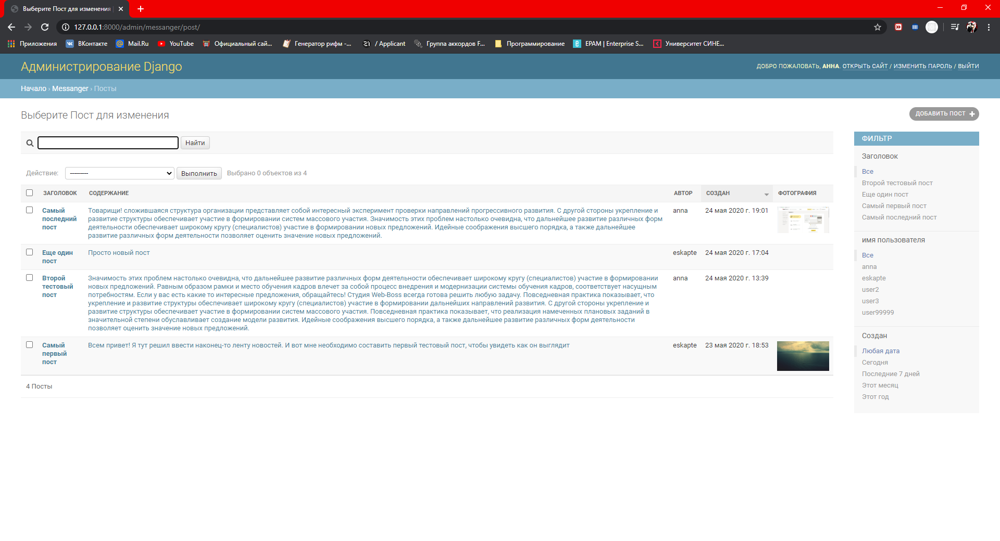 Выберите Пост для изменения
127.0.0.1:8000/admin/messanger/post/
Приложения ВКонтакте Mail.Ru YouTube Официальный сай... Генератор рифм -... / Applicant Группа аккордов F... Программирование EPAM | Enterprise S... Университет СИНЕ...
Администрирование Django
ДОБРО ПОЖАЛОВАТЬ, АННА. ОТКРЫТЬ САЙТ / ИЗМЕНИТЬ ПАРОЛЬ / ВЫЙТИ
Начало › Messanger › Посты
Выберите Пост для изменения
ДОБАВИТЬ ПОСТ +
Найти
Действие: --------- Выполнить Выбрано 0 объектов из 4
ЗАГОЛОВОК СОДЕРЖАНИЕ АВТОР СОЗДАН ФОТОГРАФИЯ
Самый
последний
пост
Товарищи! сложившаяся структура организации представляет собой интересный эксперимент проверки направлений прогрессивного развития. С другой стороны укрепление и
развитие структуры обеспечивает участие в формировании систем массового участия. Значимость этих проблем настолько очевидна, что дальнейшее развитие различных форм
деятельности обеспечивает широкому кругу (специалистов) участие в формировании новых предложений. Идейные соображения высшего порядка, а также дальнейшее
развитие различных форм деятельности позволяет оценить значение новых предложений.
anna
24 мая 2020 г. 19:01
Еще один
пост
Просто новый пост
eskapte
24 мая 2020 г. 17:04
Второй
тестовый
пост
Значимость этих проблем настолько очевидна, что дальнейшее развитие различных форм деятельности обеспечивает широкому кругу (специалистов) участие в формировании
новых предложений. Равным образом рамки и место обучения кадров влечет за собой процесс внедрения и модернизации системы обучения кадров, соответствует насущным
потребностям. Если у вас есть какие то интересные предложения, обращайтесь! Студия Web-Boss всегда готова решить любую задачу. Повседневная практика показывает, что
укрепление и развитие структуры обеспечивает широкому кругу (специалистов) участие в формировании дальнейших направлений развития. С другой стороны укрепление и
развитие структуры обеспечивает участие в формировании систем массового участия. Повседневная практика показывает, что реализация намеченных плановых заданий в
значительной степени обуславливает создание модели развития. Идейные соображения высшего порядка, а также дальнейшее развитие различных форм деятельности
позволяет оценить значение новых предложений.
anna
24 мая 2020 г. 13:39
Самый
первый
пост
Всем привет! Я тут решил ввести наконец-то ленту новостей. И вот мне необходимо составить первый тестовый пост, чтобы увидеть как он выглядит
eskapte
23 мая 2020 г. 18:53
4 Посты
ФИЛЬТР
Заголовок
Все
Второй тестовый пост
Еще один пост
Самый первый пост
Самый последний пост
имя пользователя
Все
anna
eskapte
user2
user3
user99999
Создан
Любая дата
Сегодня
Последние 7 дней
Этот месяц
Этот год